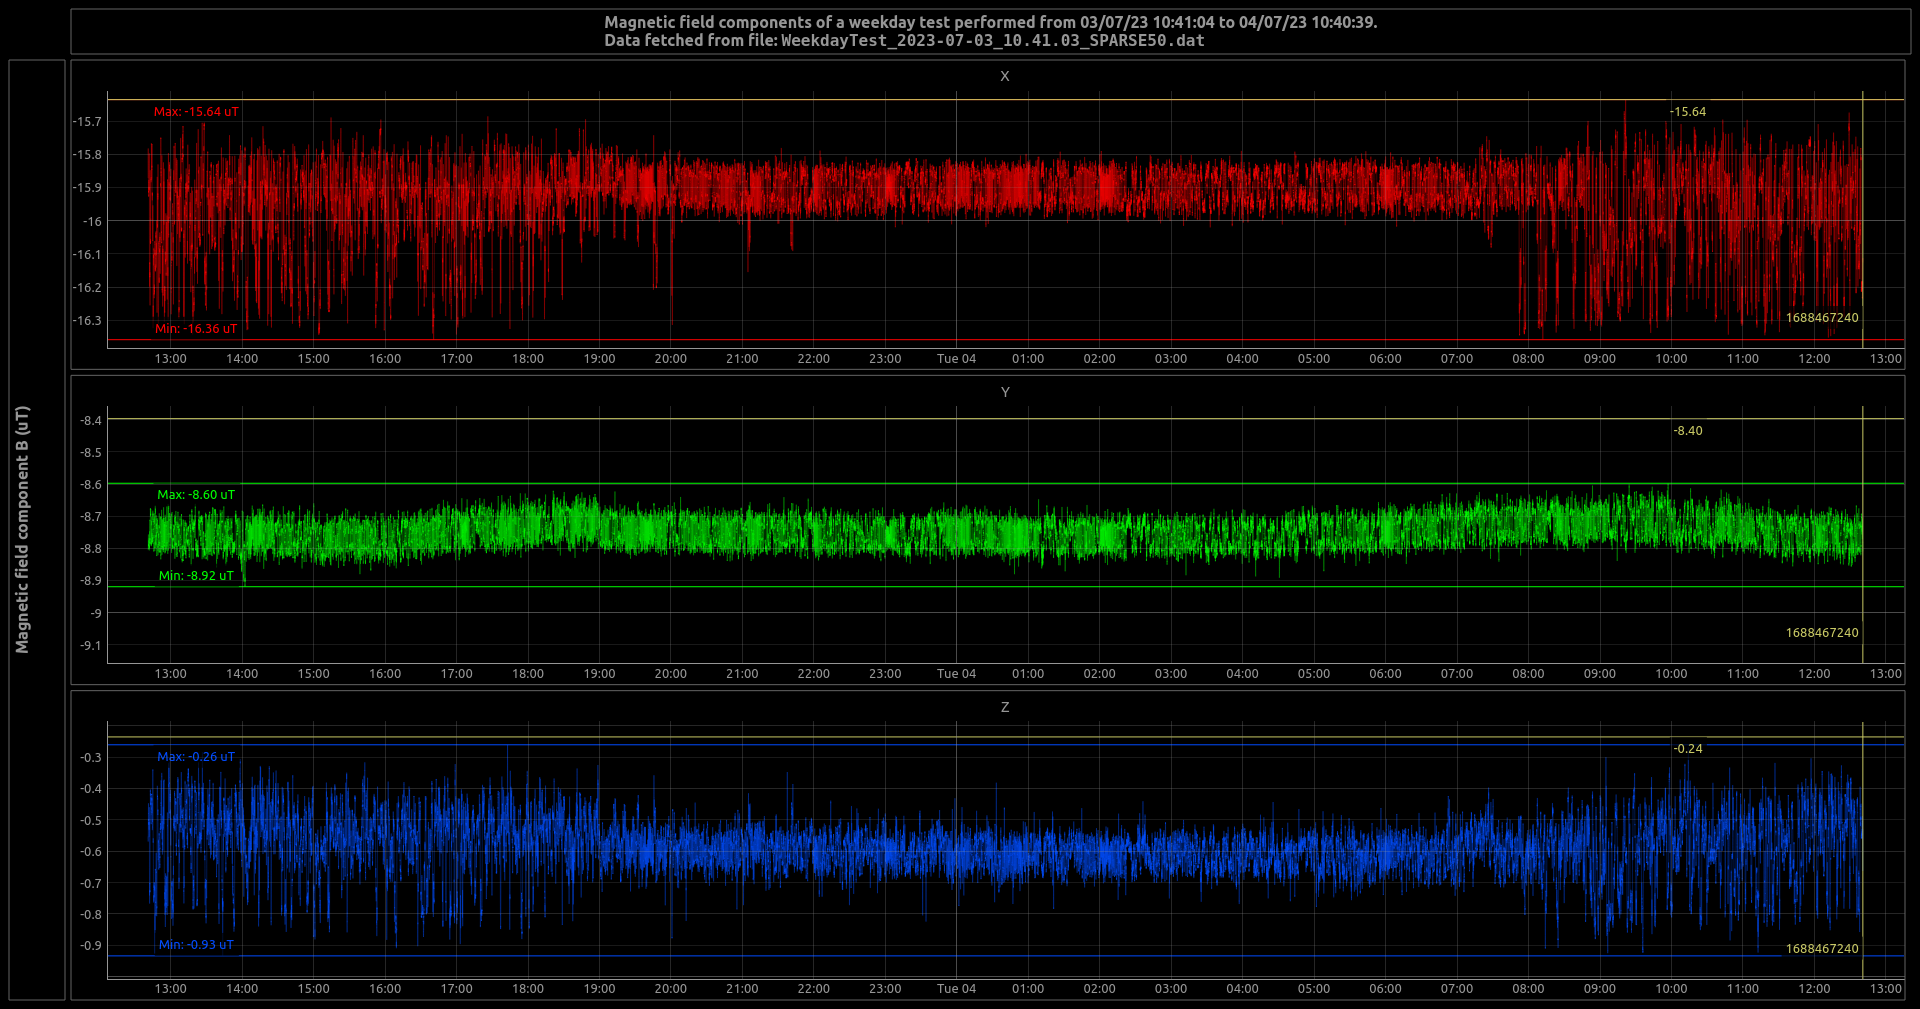 Magnetic field components of a weekday test performed from 03/07/23 10:41:04 to 04/07/23 10:40:39.
Data fetched from file: WeekdayTest_2023-07-03_10.41.03_SPARSE50.dat
Magnetic field component B (uT)
X
Max: -15.64 uT
-15.64
-15.7
-15.8
-15.9
-16
-16.1
-16.2
-16.3
1688467240
Min: -16.36 uT
13:00 14:00 15:00 16:00 17:00 18:00 19:00 20:00 21:00 22:00 23:00 Tue 04 01:00 02:00 03:00 04:00 05:00 06:00 07:00 08:00 09:00 10:00 11:00 12:00 13:00
Y
-8.4
-8.40
-8.5
-8.6
Max: -8.60 uT
-8.7
-8.8
Min: -8.92 uT
-8.9
-9
1688467240
-9.1
13:00 14:00 15:00 16:00 17:00 18:00 19:00 20:00 21:00 22:00 23:00 Tue 04 01:00 02:00 03:00 04:00 05:00 06:00 07:00 08:00 09:00 10:00 11:00 12:00 13:00
Z
-0.24
Max: -0.26 uT
-0.3
-0.4
-0.5
-0.6
-0.7
-0.8
-0.9
Min: -0.93 uT
1688467240
13:00 14:00 15:00 16:00 17:00 18:00 19:00 20:00 21:00 22:00 23:00 Tue 04 01:00 02:00 03:00 04:00 05:00 06:00 07:00 08:00 09:00 10:00 11:00 12:00 13:00